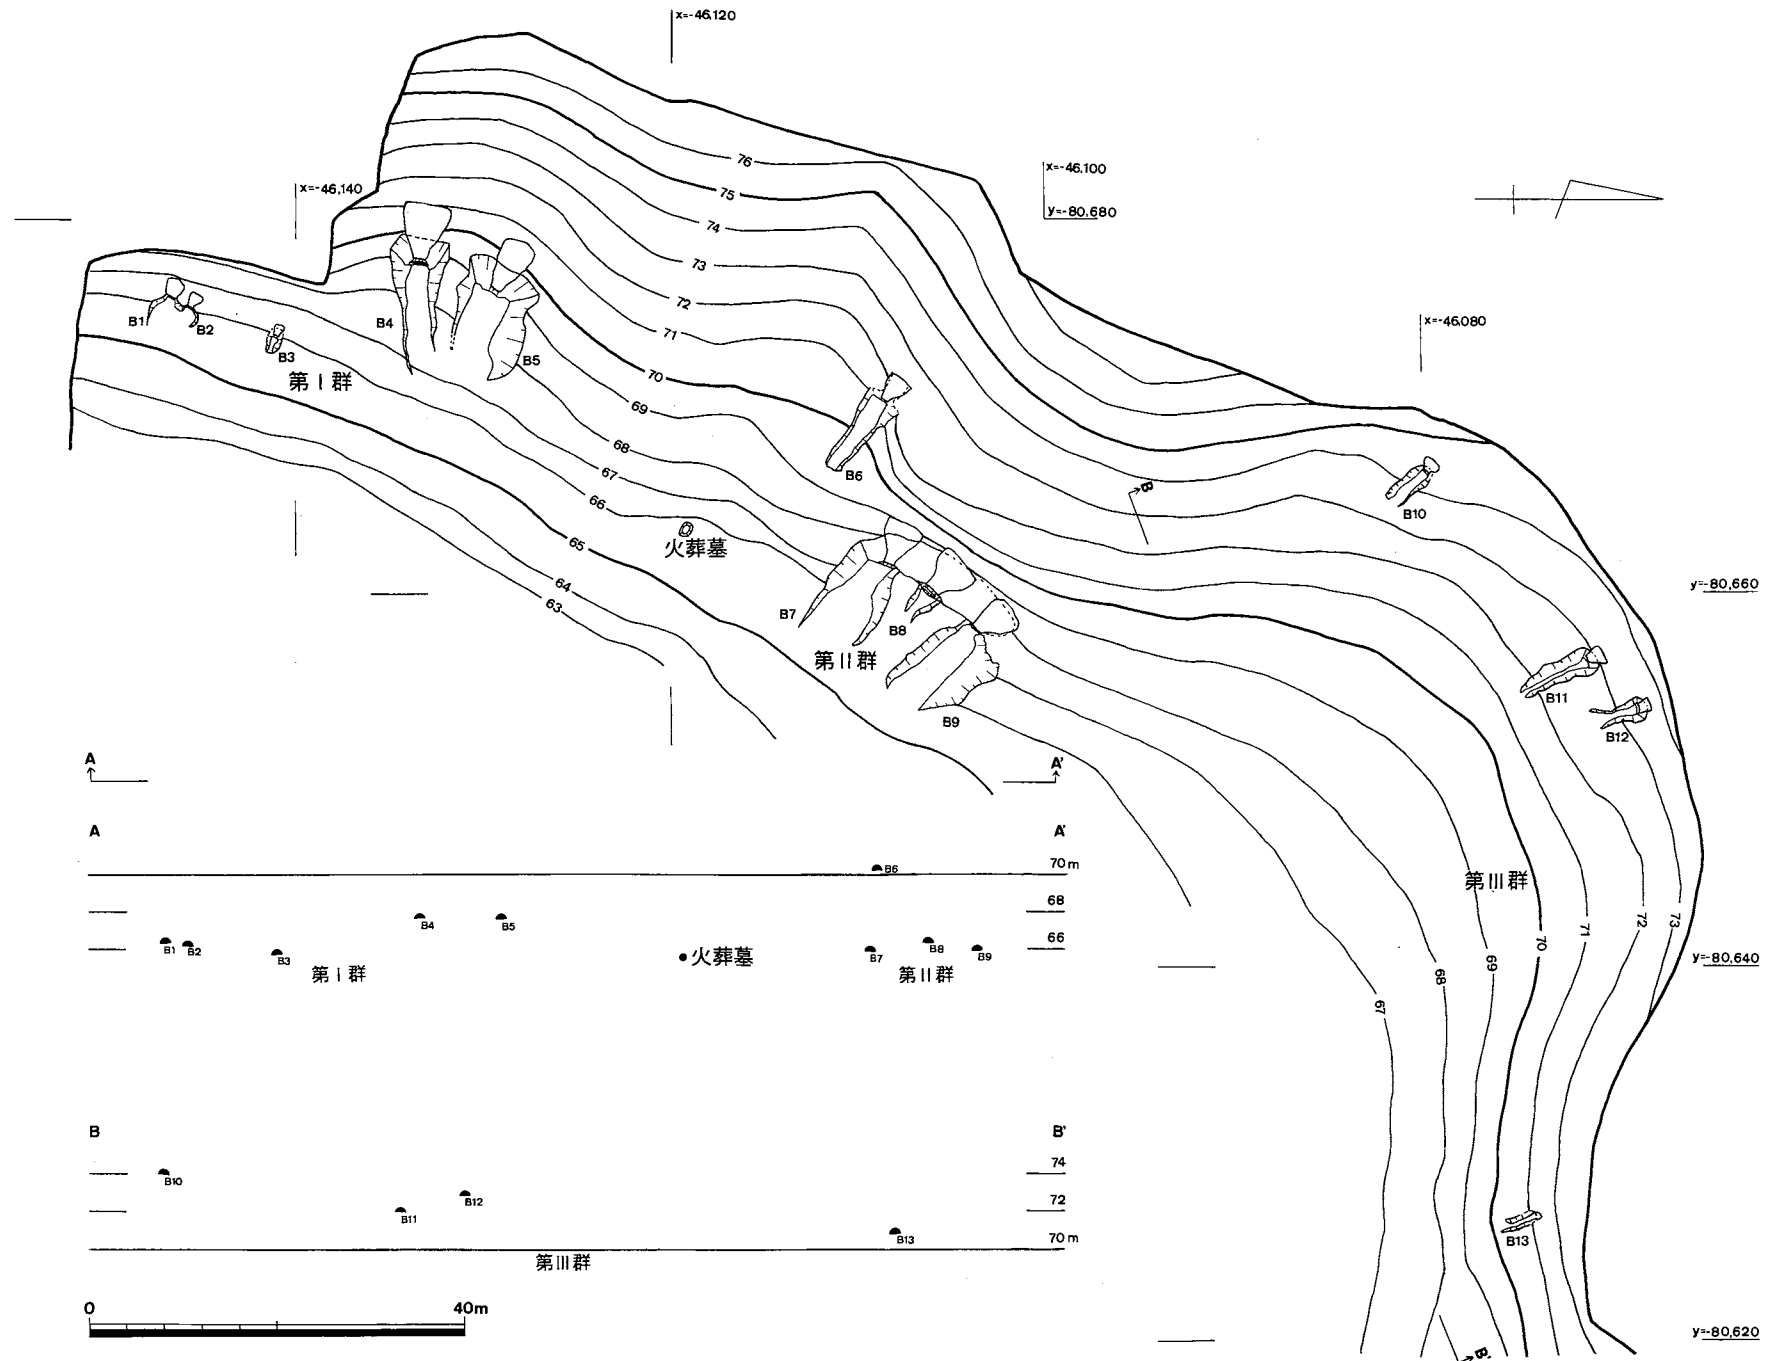 x=-46,120
x=-46,140
x=-46,100
y=-80,680
x=-46,080
76
75
74
73
72
71
70
69
68
67
66
65
64
63
B1
B2
B3
B4
B5
第I群
B6
火葬墓
B7
B8
第II群
B9
B
B10
y=-80,660
B11
B12
第III群
73
72
71
70
69
68
67
y=-80,640
B13
B'
y=-80,620
A A'
A A'
70m
B6
68
B4 B5
66
B1 B2 B3 B7 B8 B9
第I群 火葬墓 第II群
B B'
74
B10
B12
72
B11
B13
70m
第III群
0 40m